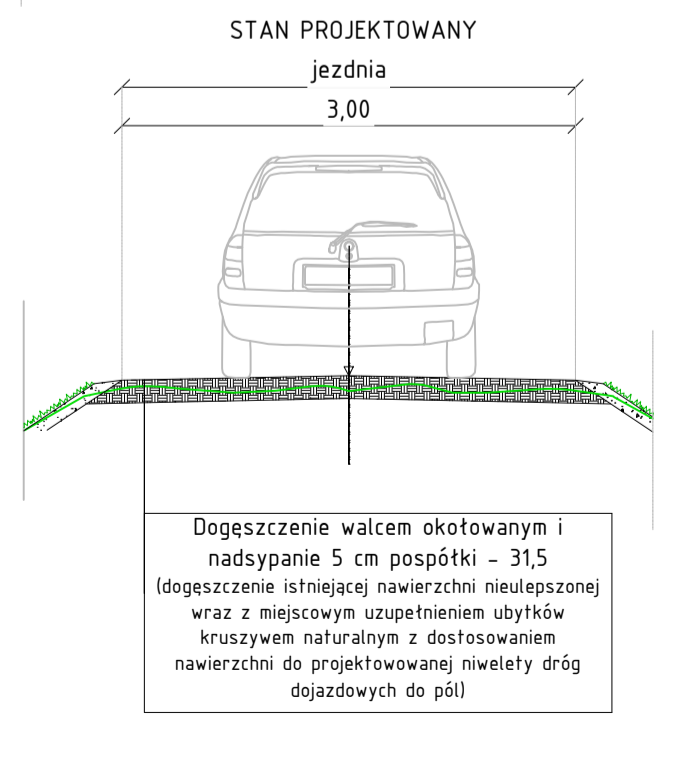 STAN PROJEKTOWANY
jezdnia
3,00
Dogęszczenie walcem okołowanym i
nadsypanie 5 cm pospółki - 31,5
(dogęszczenie istniejącej nawierzchni nieulepszonej
wraz z miejscowym uzupełnieniem ubytków
kruszywem naturalnym z dostosowaniem
nawierzchni do projektowowanej niwelety dróg
dojazdowych do pól)